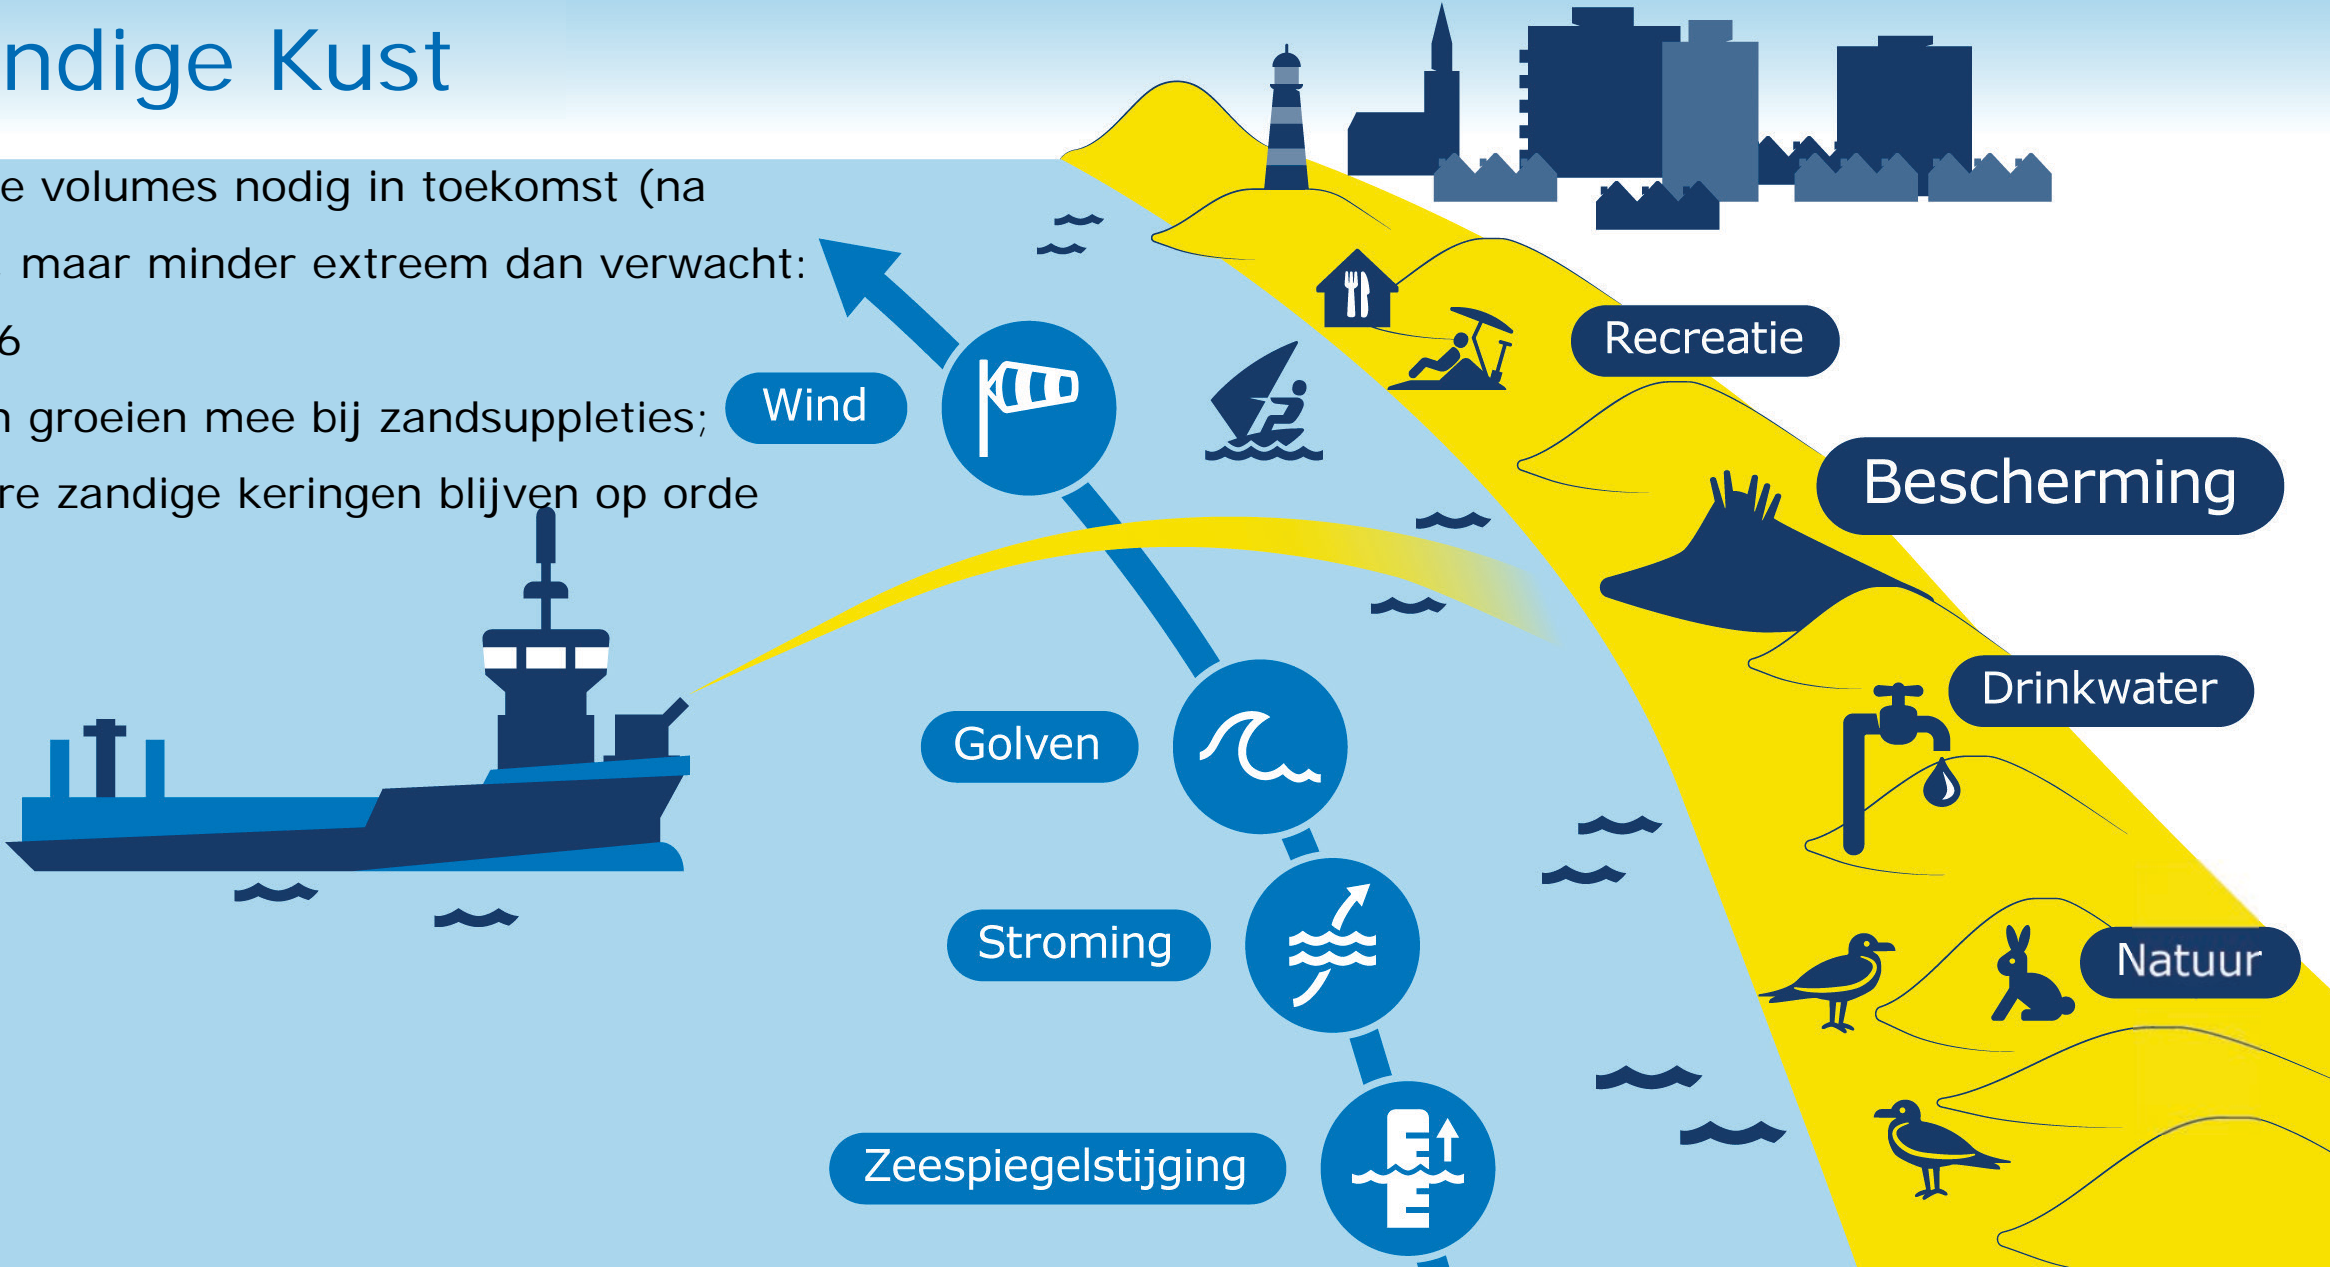 ndige Kust
e volumes nodig in toekomst (na
maar minder extreem dan verwacht:
6
n groeien mee bij zandsuppleties;
re zandige keringen blijven op orde
Wind
Golven
Stroming
Zeespiegelstijging
Recreatie
Bescherming
Drinkwater
Natuur